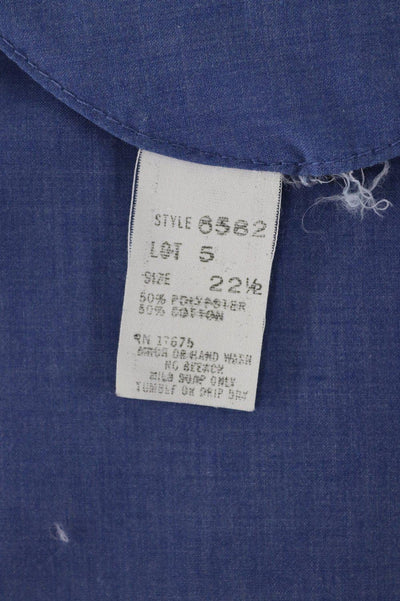 STYLE 6582
LOT 5
SIZE 22½
50% POLYESTER
50% COTTON
RN 17675
OR HAND WASH
NO BLEACH
MILD SOAP ONLY
TUMBLE OR DRIP DRY